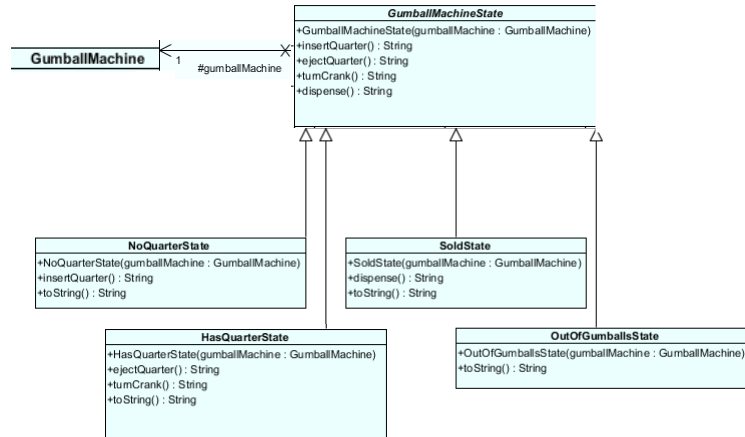 GumballMachineState
+GumballMachineState(gumballMachine : GumballMachine)
+insertQuarter() : String
+ejectQuarter() : String
+turnCrank() : String
+dispense() : String
GumballMachine
1
#gumballMachine
NoQuarterState
+NoQuarterState(gumballMachine : GumballMachine)
+insertQuarter() : String
+toString() : String
SoldState
+SoldState(gumballMachine : GumballMachine)
+dispense() : String
+toString() : String
HasQuarterState
+HasQuarterState(gumballMachine : GumballMachine)
+ejectQuarter() : String
+turnCrank() : String
+toString() : String
OutOfGumballsState
+OutOfGumballsState(gumballMachine : GumballMachine)
+toString() : String